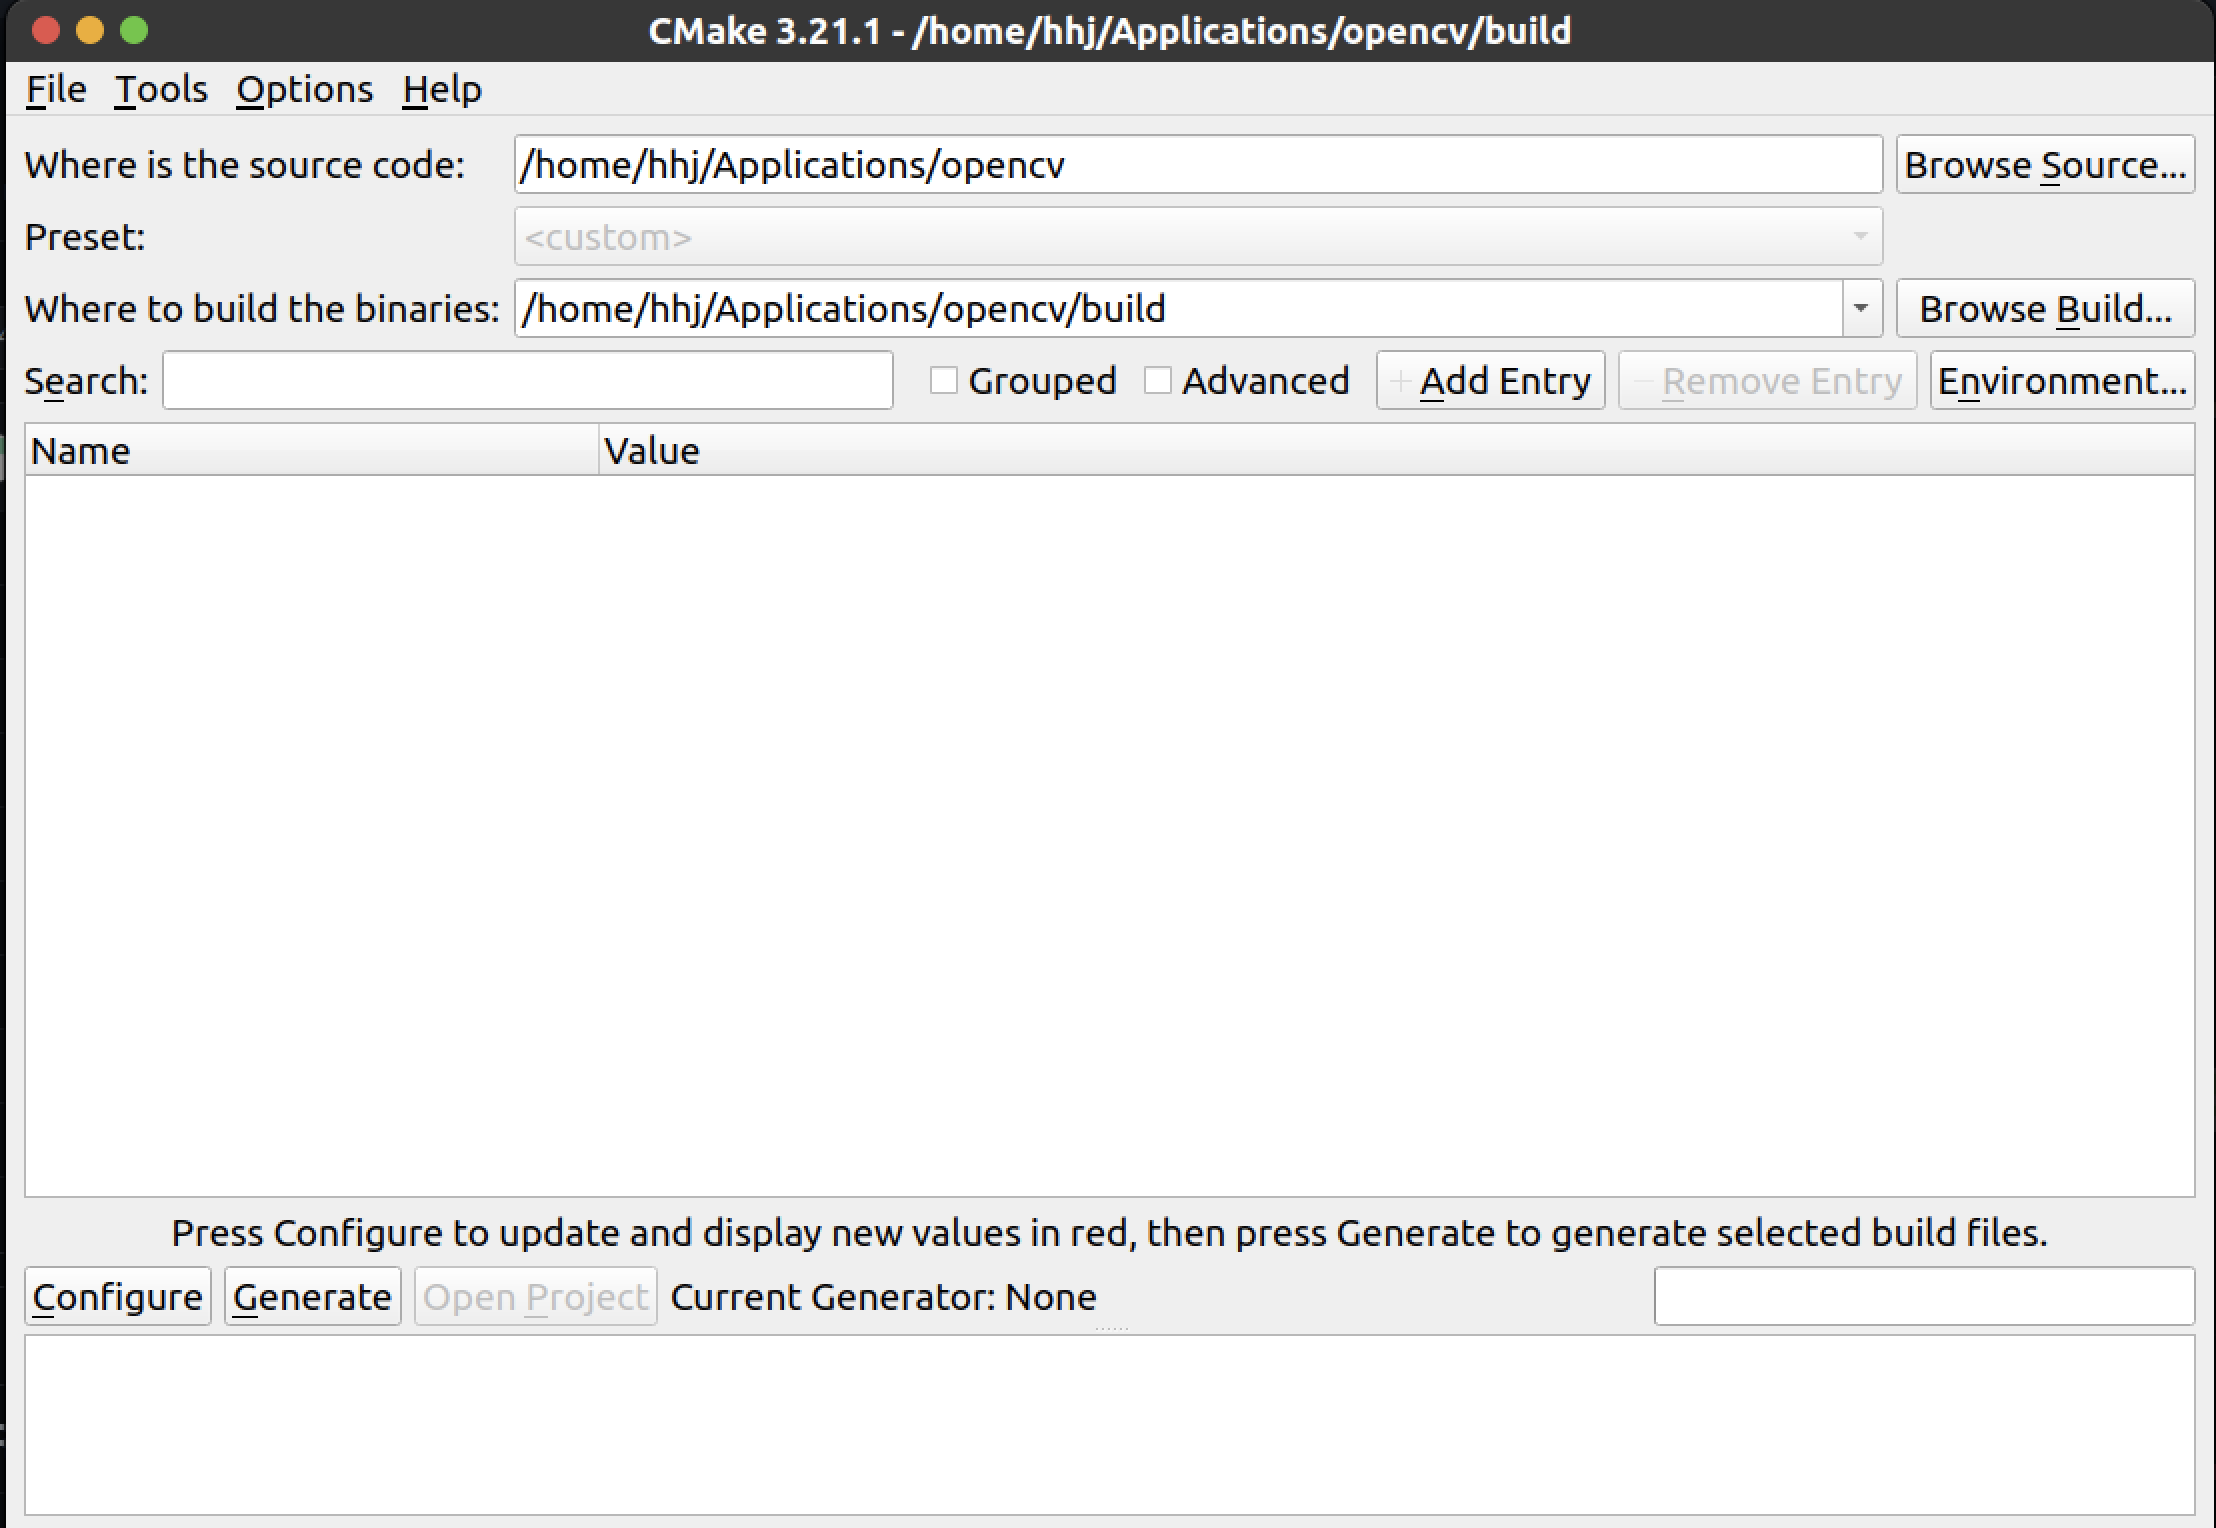 CMake 3.21.1 - /home/hhj/Applications/opencv/build
File Tools Options Help
Where is the source code: /home/hhj/Applications/opencv Browse Source...
Preset: <custom>
Where to build the binaries: /home/hhj/Applications/opencv/build Browse Build...
Search: Grouped Advanced Add Entry Remove Entry Environment...
Name Value
Press Configure to update and display new values in red, then press Generate to generate selected build files.
Configure Generate Open Project Current Generator: None